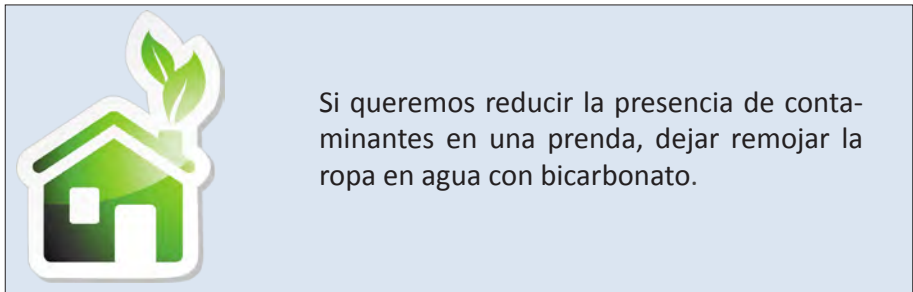 Si queremos reducir la presencia de conta-
minantes en una prenda, dejar remojar la
ropa en agua con bicarbonato.